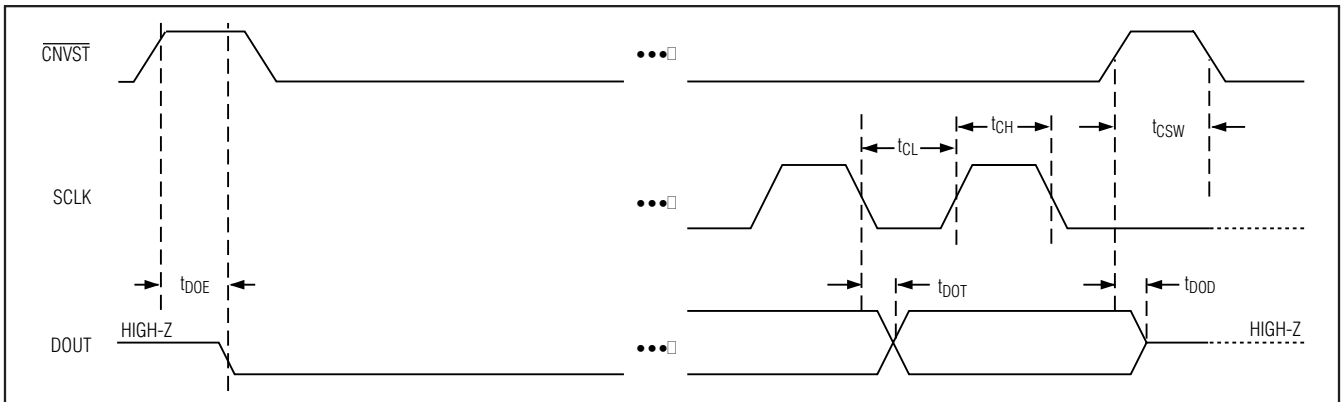 CNVST
•••
tCSW
tCH
tCL
SCLK
•••
tDOE
tDOT
tDOD
HIGH-Z
HIGH-Z
DOUT
•••